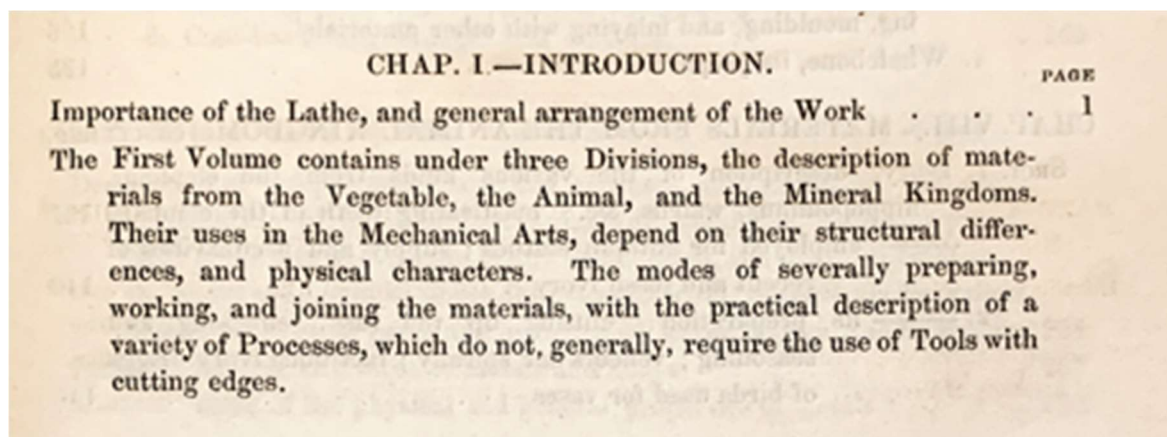 CHAP. I.—INTRODUCTION.
PAGE
Importance of the Lathe, and general arrangement of the Work . . . 1
The First Volume contains under three Divisions, the description of mate-
rials from the Vegetable, the Animal, and the Mineral Kingdoms.
Their uses in the Mechanical Arts, depend on their structural differ-
ences, and physical characters. The modes of severally preparing,
working, and joining the materials, with the practical description of a
variety of Processes, which do not, generally, require the use of Tools with
cutting edges.